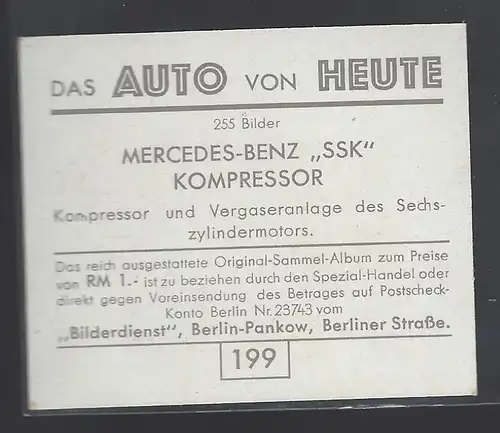 DAS AUTO VON HEUTE
255 Bilder
MERCEDES-BENZ „SSK"
KOMPRESSOR
Kompressor und Vergaseranlage des Sechs-
zylindermotors.
Das reich ausgestattete Original-Sammel-Album zum Preise
von RM 1.- ist zu beziehen durch den Spezial-Handel oder
direkt gegen Voreinsendung des Betrages auf Postscheck-
Konto Berlin Nr. 23743 vom
„Bilderdienst", Berlin-Pankow, Berliner Straße.
199